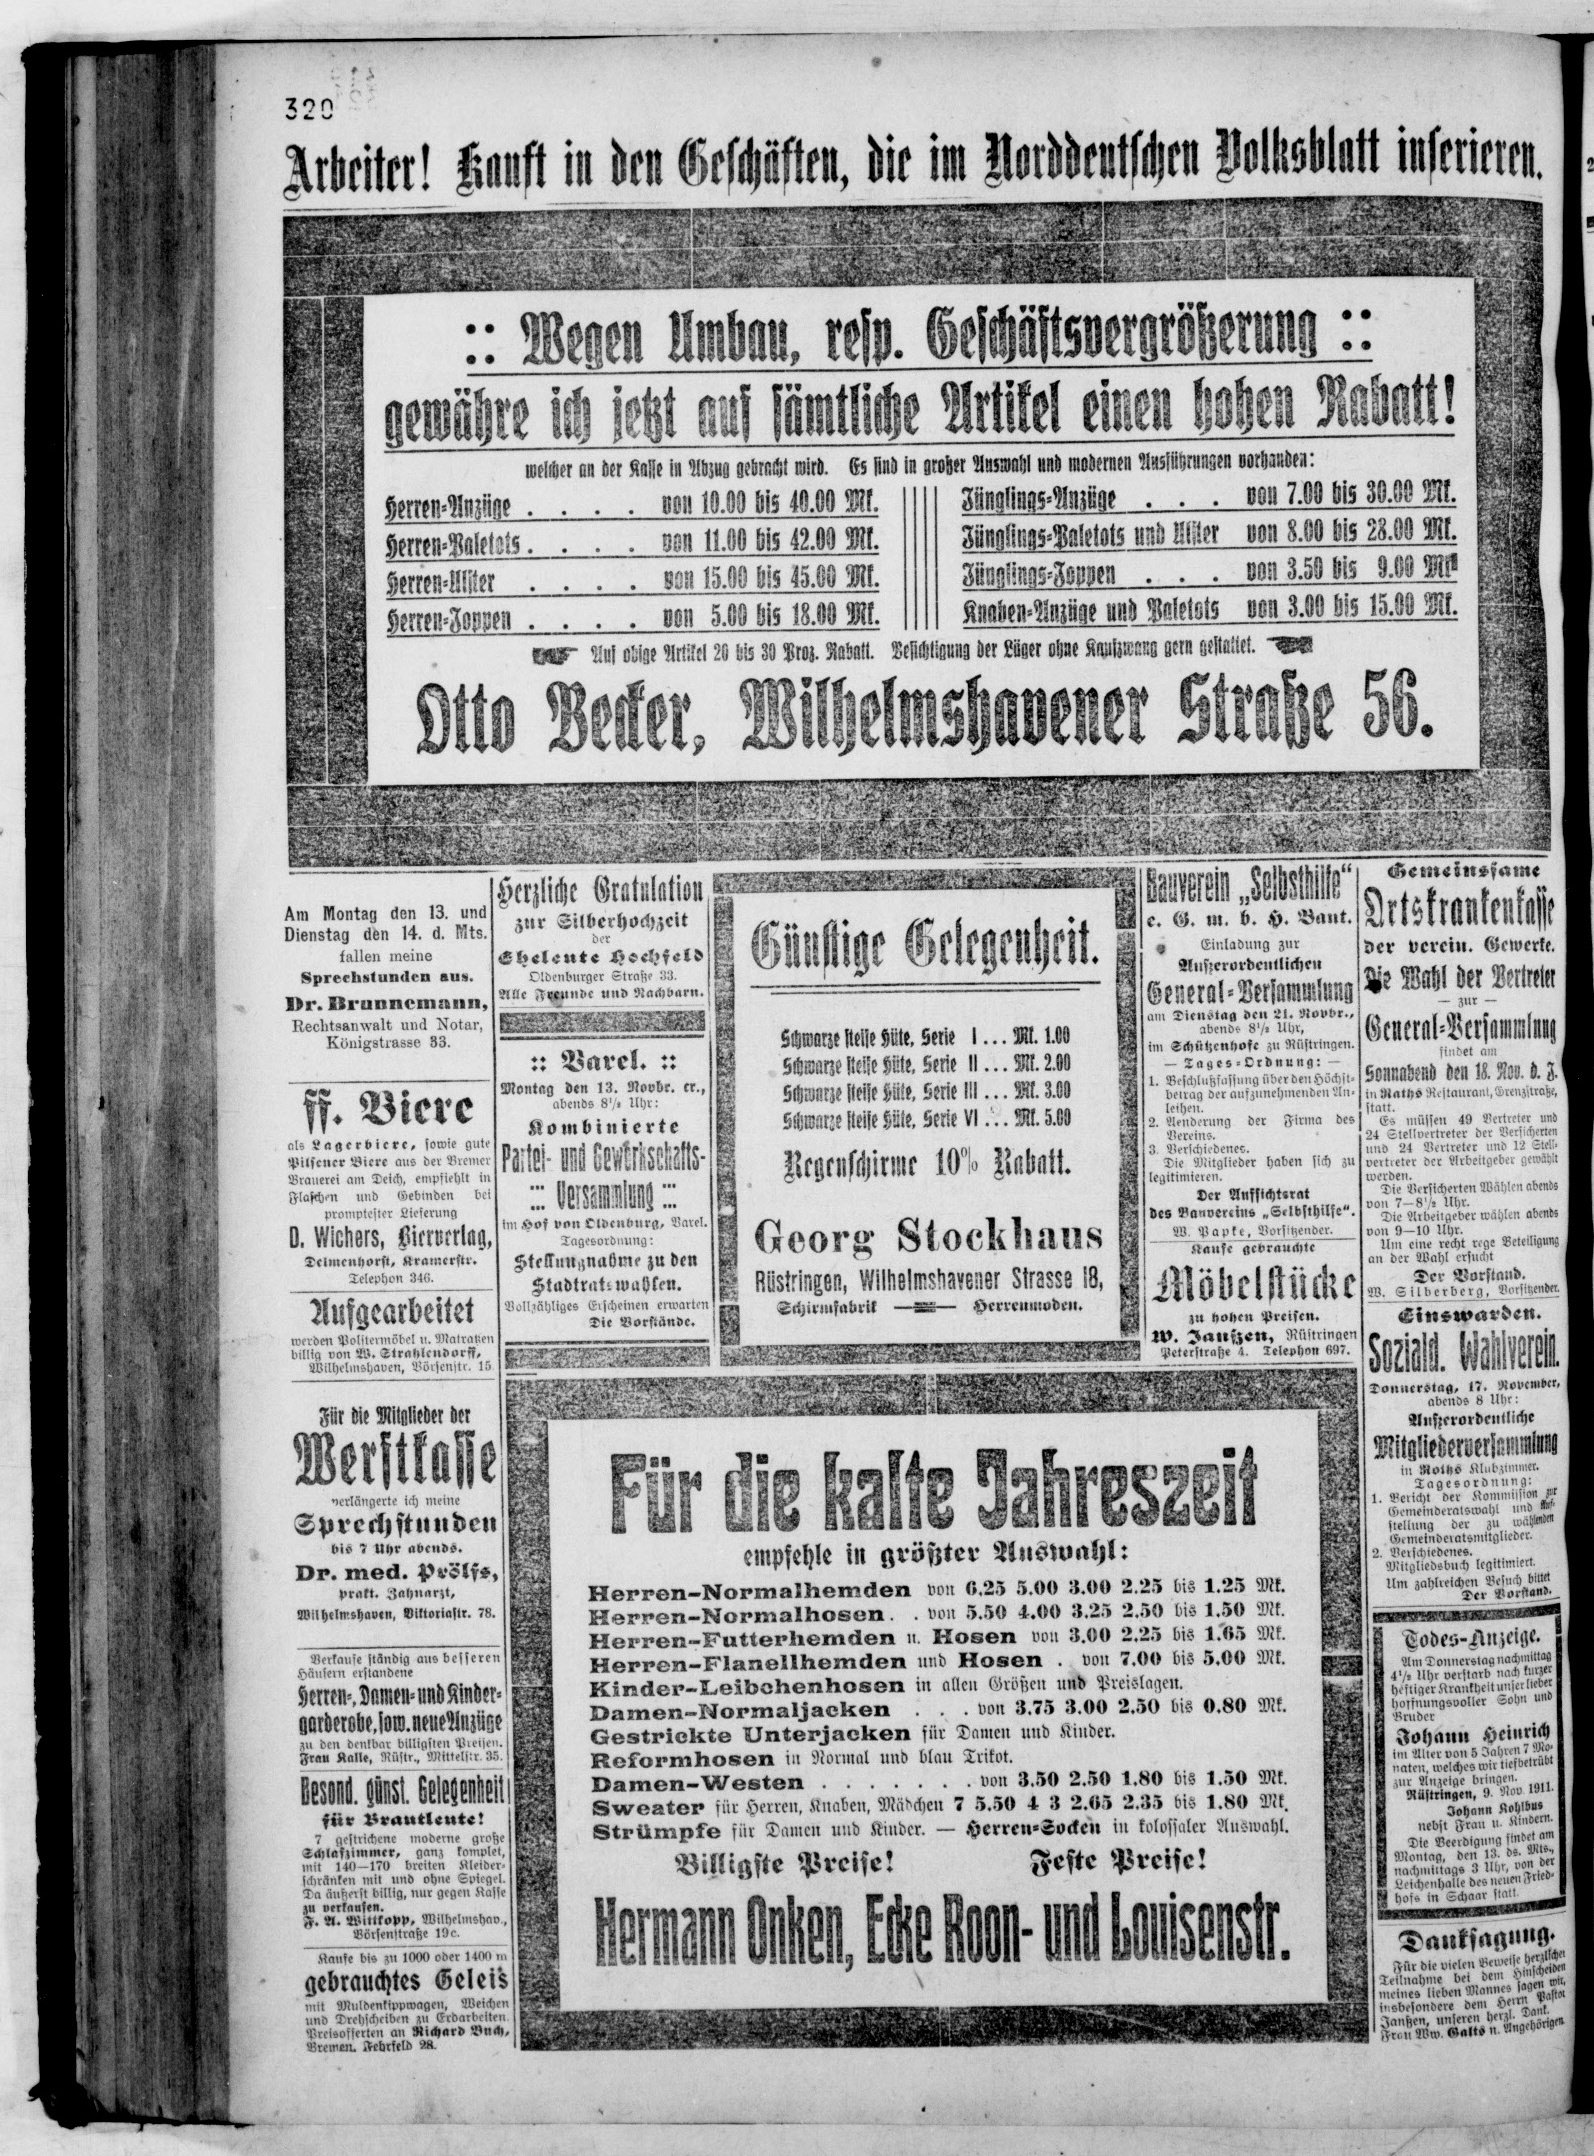 320
Arbeiter! Kauft in den Geschäften, die im Norddeutschen Volksblatt inserieren.
:: Wegen Umbau, resp. Geschäftsvergrößerung ::
gewähre ich jetzt auf sämtliche Artikel einen hohen Rabatt!
welcher an der Kasse in Abzug gebracht wird. Es sind in großer Auswahl und modernen Ausführungen vorhanden:
Herren-Anzüge . . . . von 10.00 bis 40.00 Mk.
Herren-Paletots . . . . von 11.00 bis 42.00 Mk.
Herren-Ulster . . . . von 15.00 bis 45.00 Mk.
Herren-Joppen . . . . von 5.00 bis 18.00 Mk.
Jünglings-Anzüge . . . von 7.00 bis 30.00 Mk.
Jünglings-Paletots und Ulster von 8.00 bis 28.00 Mk.
Jünglings-Joppen . . . von 3.50 bis 9.00 Mk
Knaben-Anzüge und Paletots von 3.00 bis 15.00 Mk.
Auf obige Artikel 20 bis 30 Proz. Rabatt. Besichtigung der Läger ohne Kaufzwang gern gestattet.
Otto Becker, Wilhelmshavener Straße 56.
Am Montag den 13. und
Dienstag den 14. d. Mts.
fallen meine
Sprechstunden aus.
Dr. Brunnemann,
Rechtsanwalt und Notar,
Königstrasse 33.
ff. Biere
als Lagerbiere, sowie gute
Pilsener Biere aus der Bremer
Brauerei am Deich, empfiehlt in
Flaschen und Gebinden bei
promptester Lieferung
D. Wichers, Bierverlag,
Delmenhorst, Kramerstr.
Telephon 346.
Aufgearbeitet
werden Polstermöbel u. Matratzen
billig von W. Strahlendorff,
Wilhelmshaven, Börsenstr. 15
Für die Mitglieder der
Werftkasse
verlängerte ich meine
Sprechstunden
bis 7 Uhr abends.
Dr. med. Prölss,
prakt. Zahnarzt,
Wilhelmshaven, Viktoriastr. 78.
Verkaufe ständig aus besseren
Häusern erstandene
Herren-, Damen- und Kinder-
garderobe, sow. neue Anzüge
zu den denkbar billigsten Preisen.
Frau Kalle, Rüstr., Mittelstr. 35.
Besond. günst. Gelegenheit
für Brautleute!
7 gestrichene moderne große
Schlafzimmer, ganz komplet,
mit 140—170 breiten Kleider-
schränken mit und ohne Spiegel.
Da äußerst billig, nur gegen Kasse
zu verkaufen.
F. A. Wittkopp, Wilhelmshav.,
Börsenstraße 19c.
Kaufe bis zu 1000 oder 1400 m
gebrauchtes Geleis
mit Muldenkippwagen, Weichen
und Drehscheiben zu Erdarbeiten
Preisofferten an Richard Buch,
Bremen, Fehrfeld 28.
Herzliche Gratulation
zur Silberhochzeit
der
Eheleute Hochfeld
Oldenburger Straße 33.
Alle Freunde und Nachbarn.
:: Varel. ::
Montag den 13. Novbr. cr.,
abends 8½ Uhr:
Kombinierte
Partei- und Gewerkschafts-
::: Versammlung :::
im Hof von Oldenburg, Varel.
Tagesordnung:
Stellungnahme zu den
Stadtratswahlen.
Vollzähliges Erscheinen erwarten
Die Vorstände.
Günstige Gelegenheit.
Schwarze steife Hüte, Serie I . . . Mk. 1.00
Schwarze steife Hüte, Serie II . . . Mk. 2.00
Schwarze steife Hüte, Serie III . . . Mk. 3.00
Schwarze steife Hüte, Serie VI . . . Mk. 5.00
Regenschirme 10% Rabatt.
Georg Stockhaus
Rüstringen, Wilhelmshavener Strasse 18,
Schirmfabrik — Herrenmoden.
Bauverein „Selbsthilfe“
e. G. m. b. H. Bant.
Einladung zur
Außerordentlichen
General-Versammlung
am Dienstag den 21. Novbr.,
abends 8½ Uhr,
im Schützenhofe zu Rüstringen.
— Tages-Ordnung: —
1. Beschlußfassung über den Höchst-
betrag der aufzunehmenden An-
leihen.
2. Aenderung der Firma des
Vereins.
3. Verschiedenes.
Die Mitglieder haben sich zu
legitimieren.
Der Aufsichtsrat
des Bauvereins „Selbsthilfe“.
W. Papke, Vorsitzender.
Kaufe gebrauchte
Möbelstücke
zu hohen Preisen.
W. Janßen, Rüstringen
Peterstraße 4. Telephon 697.
Für die kalte Jahreszeit
empfehle in größter Auswahl:
Herren-Normalhemden von 6.25 5.00 3.00 2.25 bis 1.25 Mk.
Herren-Normalhosen . . von 5.50 4.00 3.25 2.50 bis 1.50 Mk.
Herren-Futterhemden u. Hosen von 3.00 2.25 bis 1.65 Mk.
Herren-Flanellhemden und Hosen . von 7.00 bis 5.00 Mk.
Kinder-Leibchenhosen in allen Größen und Preislagen.
Damen-Normaljacken . . . von 3.75 3.00 2.50 bis 0.80 Mk.
Gestrickte Unterjacken für Damen und Kinder.
Reformhosen in Normal und blau Trikot.
Damen-Westen . . . . . . . von 3.50 2.50 1.80 bis 1.50 Mk.
Sweater für Herren, Knaben, Mädchen 7 5.50 4 3 2.65 2.35 bis 1.80 Mk.
Strümpfe für Damen und Kinder. — Herren-Socken in kolossaler Auswahl.
Billigste Preise! Feste Preise!
Hermann Onken, Ecke Roon- und Louisenstr.
Gemeinsame
Ortskrankenkasse
der verein. Gewerke.
Die Wahl der Vertreter
— zur —
General-Versammlung
findet am
Sonnabend den 18. Nov. d. J.
in Raths Restaurant, Grenzstraße,
statt.
Es müssen 49 Vertreter und
24 Stellvertreter der Versicherten
und 24 Vertreter und 12 Stell-
vertreter der Arbeitgeber gewählt
werden.
Die Versicherten Wählen abends
von 7—8½ Uhr.
Die Arbeitgeber wählen abends
von 9—10 Uhr.
Um eine recht rege Beteiligung
an der Wahl ersucht
Der Vorstand.
W. Silberberg, Vorsitzender.
Einswarden.
Soziald. Wahlverein.
Donnerstag, 17. November,
abends 8 Uhr:
Außerordentliche
Mitgliederversammlung
in Roths Klubzimmer.
Tagesordnung:
1. Bericht der Kommission zur
Gemeinderatswahl und Auf-
stellung der zu wählenden
Gemeinderatsmitglieder.
2. Verschiedenes.
Mitgliedsbuch legitimiert.
Um zahlreichen Besuch bittet
Der Vorstand.
Todes-Anzeige.
Am Donnerstag nachmittag
4½ Uhr verstarb nach kurzer
heftiger Krankheit unser lieber
hoffnungsvoller Sohn und
Bruder
Johann Heinrich
im Alter von 5 Jahren 7 Mo-
naten, welches wir tiefbetrübt
zur Anzeige bringen.
Rüstringen, 9. Nov. 1911.
Johann Kohlbus
nebst Frau u. Kindern.
Die Beerdigung findet am
Montag, den 13. ds. Mts.,
nachmittags 3 Uhr, von der
Leichenhalle des neuen Fried-
hofs in Schaar statt.
Danksagung.
Für die vielen Beweise herzlicher
Teilnahme bei dem Hinscheiden
meines lieben Mannes sagen wir,
insbesondere dem Herrn Pastor
Janßen, unseren herzl. Dank.
Frau Ww. Galts n. Angehörigen